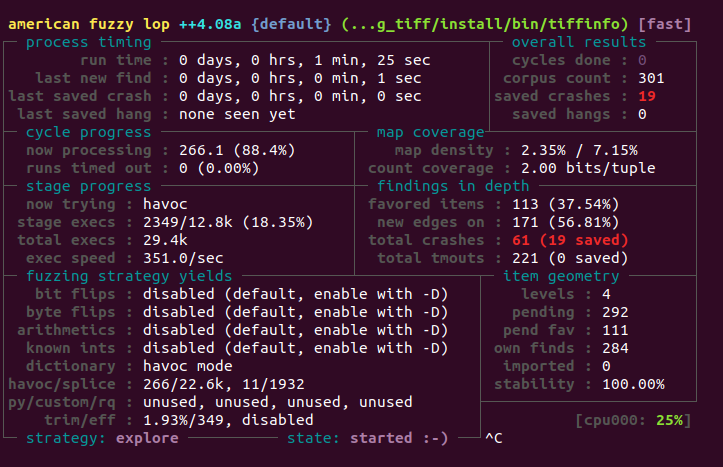 american fuzzy lop ++4.08a {default} (...g_tiff/install/bin/tiffinfo) [fast]
process timing overall results
run time : 0 days, 0 hrs, 1 min, 25 sec cycles done : 0
last new find : 0 days, 0 hrs, 0 min, 1 sec corpus count : 301
last saved crash : 0 days, 0 hrs, 0 min, 0 sec saved crashes : 19
last saved hang : none seen yet saved hangs : 0
cycle progress map coverage
now processing : 266.1 (88.4%) map density : 2.35% / 7.15%
runs timed out : 0 (0.00%) count coverage : 2.00 bits/tuple
stage progress findings in depth
now trying : havoc favored items : 113 (37.54%)
stage execs : 2349/12.8k (18.35%) new edges on : 171 (56.81%)
total execs : 29.4k total crashes : 61 (19 saved)
exec speed : 351.0/sec total tmouts : 221 (0 saved)
fuzzing strategy yields item geometry
bit flips : disabled (default, enable with -D) levels : 4
byte flips : disabled (default, enable with -D) pending : 292
arithmetics : disabled (default, enable with -D) pend fav : 111
known ints : disabled (default, enable with -D) own finds : 284
dictionary : havoc mode imported : 0
havoc/splice : 266/22.6k, 11/1932 stability : 100.00%
py/custom/rq : unused, unused, unused, unused
trim/eff : 1.93%/349, disabled [cpu000: 25%]
strategy: explore state: started :-) ^C